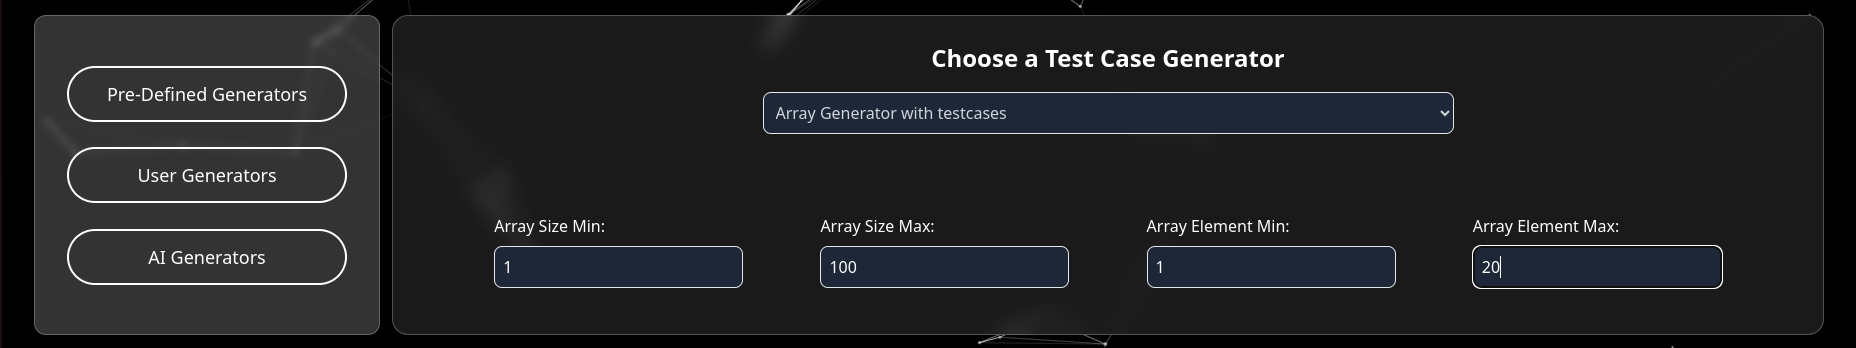 Pre-Defined Generators
User Generators
AI Generators
Choose a Test Case Generator
Array Generator with testcases
Array Size Min:
1
Array Size Max:
100
Array Element Min:
1
Array Element Max:
20